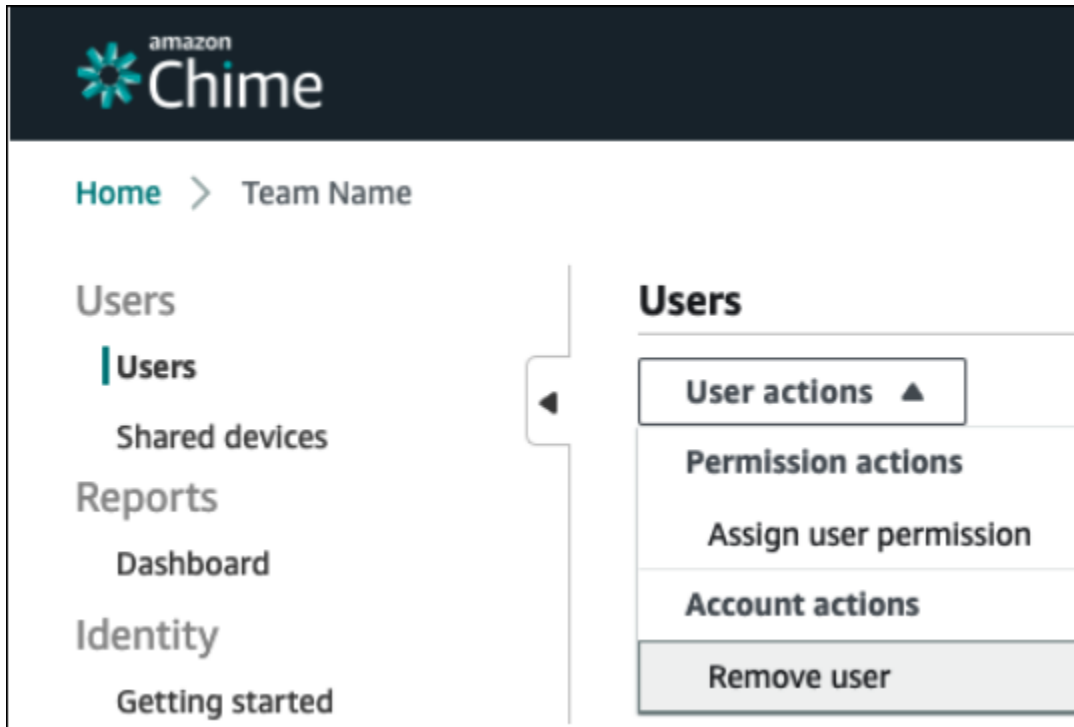 amazon
Chime
Home > Team Name
Users
Users
Shared devices
Reports
Dashboard
Identity
Getting started
Users
User actions
Permission actions
Assign user permission
Account actions
Remove user